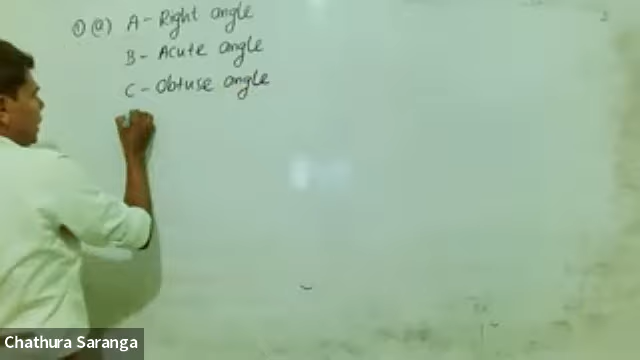 ① (a) A - Right angle
B - Acute angle
C - Obtuse angle
Chathura Saranga